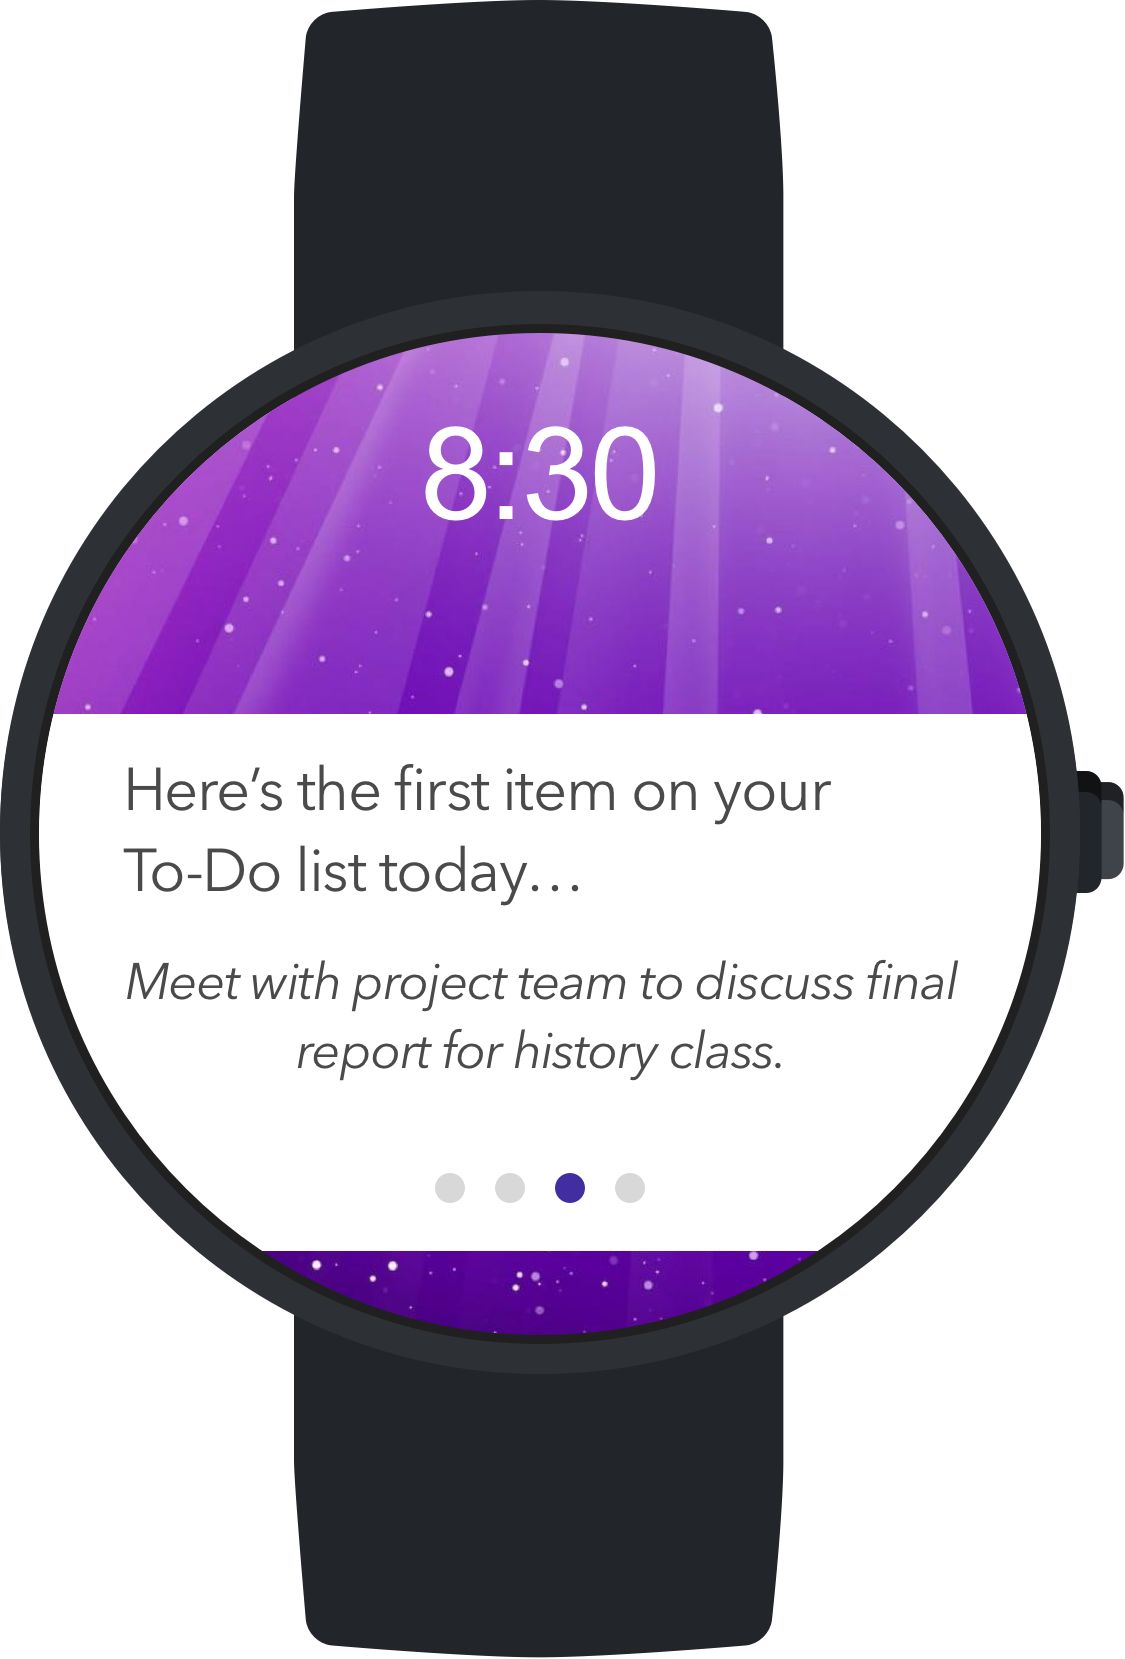 8:30
Here’s the first item on your
To-Do list today…
Meet with project team to discuss final
report for history class.